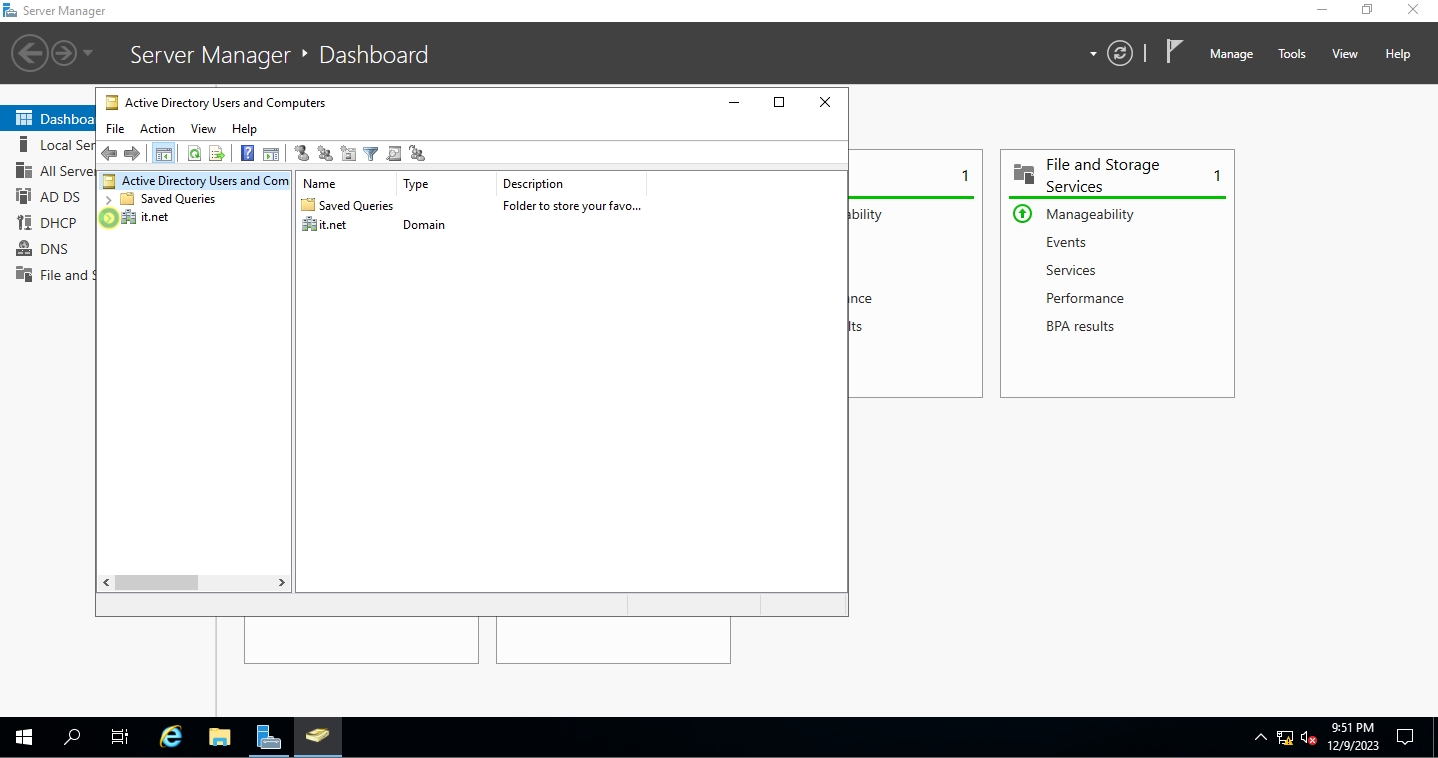 Server Manager
Server Manager Dashboard
Manage Tools View Help
Active Directory Users and Computers
File Action View Help
Dashboa
Local Ser
All Server
AD DS
DHCP
DNS
File and S
Active Directory Users and Com
Saved Queries
it.net
Name Type Description
Saved Queries Folder to store your favo...
it.net Domain
1
ability
nce
lts
File and Storage
Services
1
Manageability
Events
Services
Performance
BPA results
9:51 PM
12/9/2023